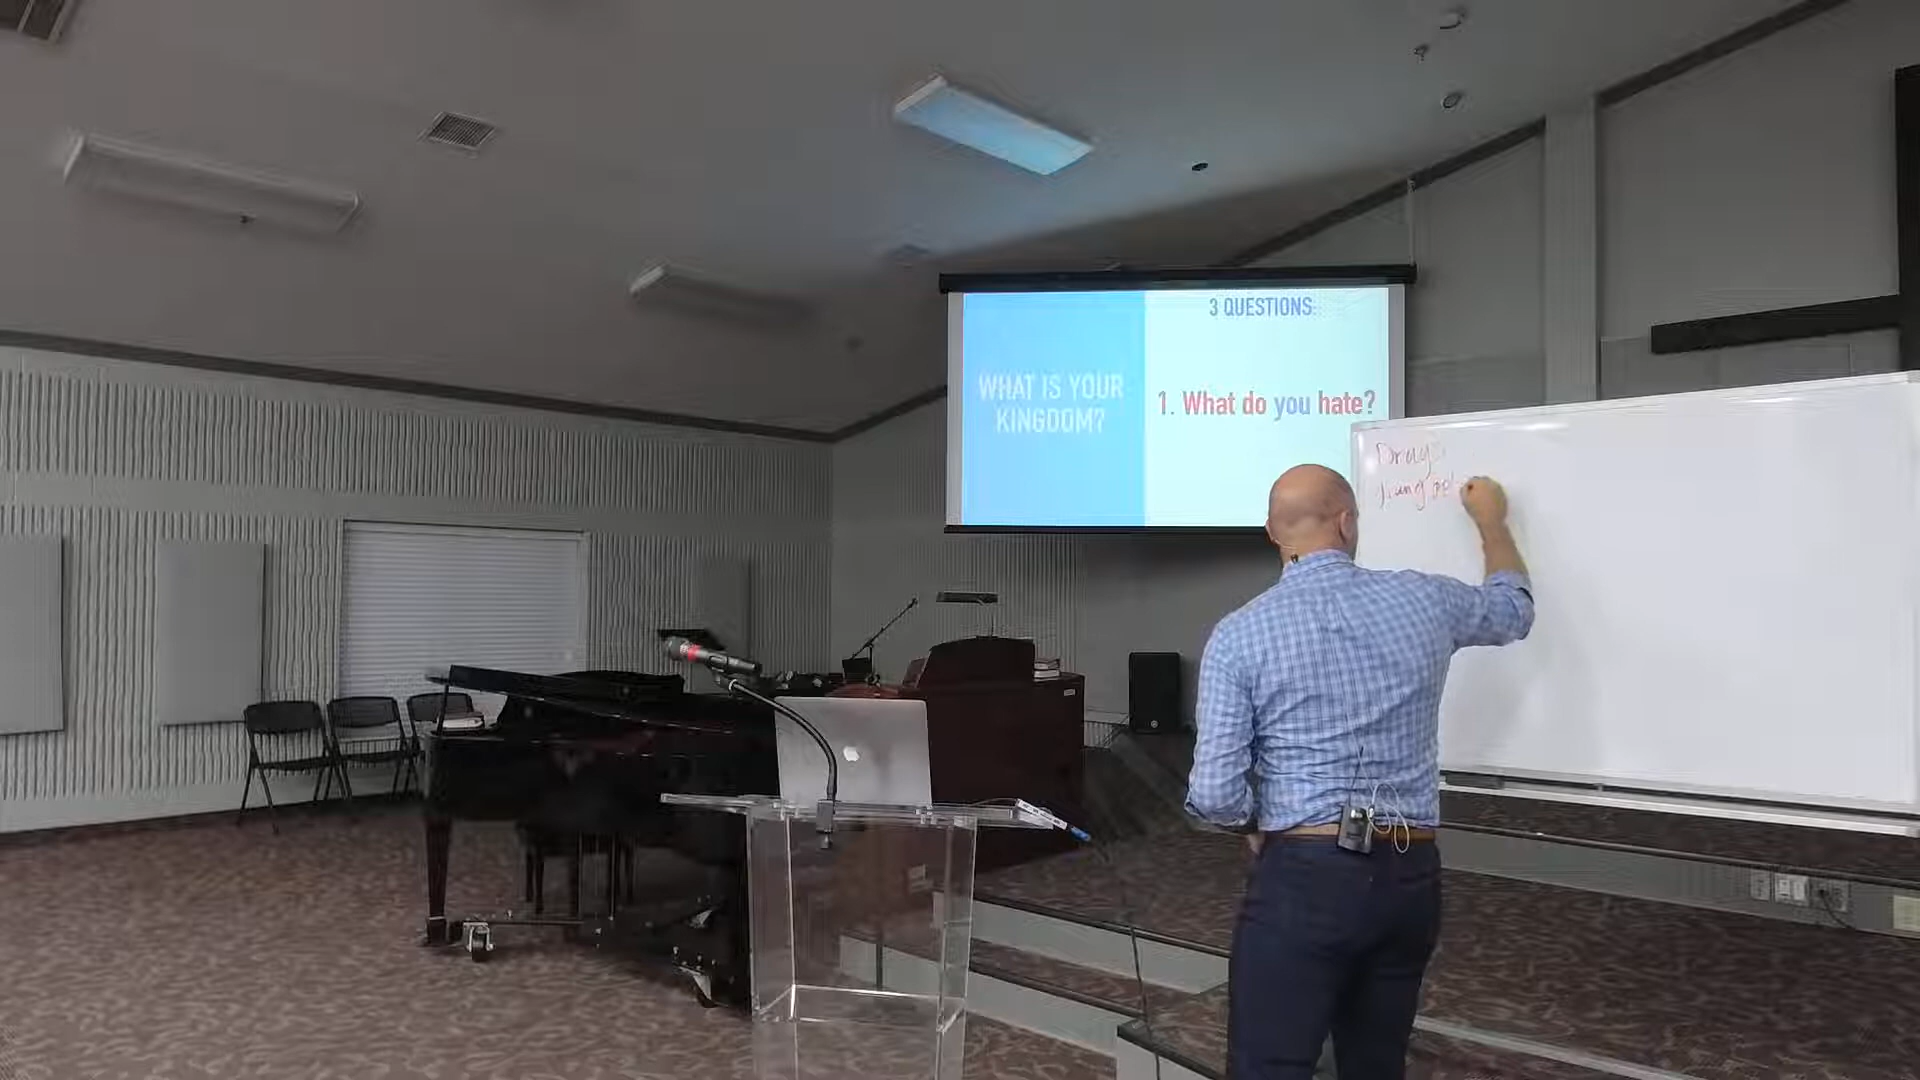 WHAT IS YOUR
KINGDOM?
3 QUESTIONS:
1. What do you hate?
Drugs